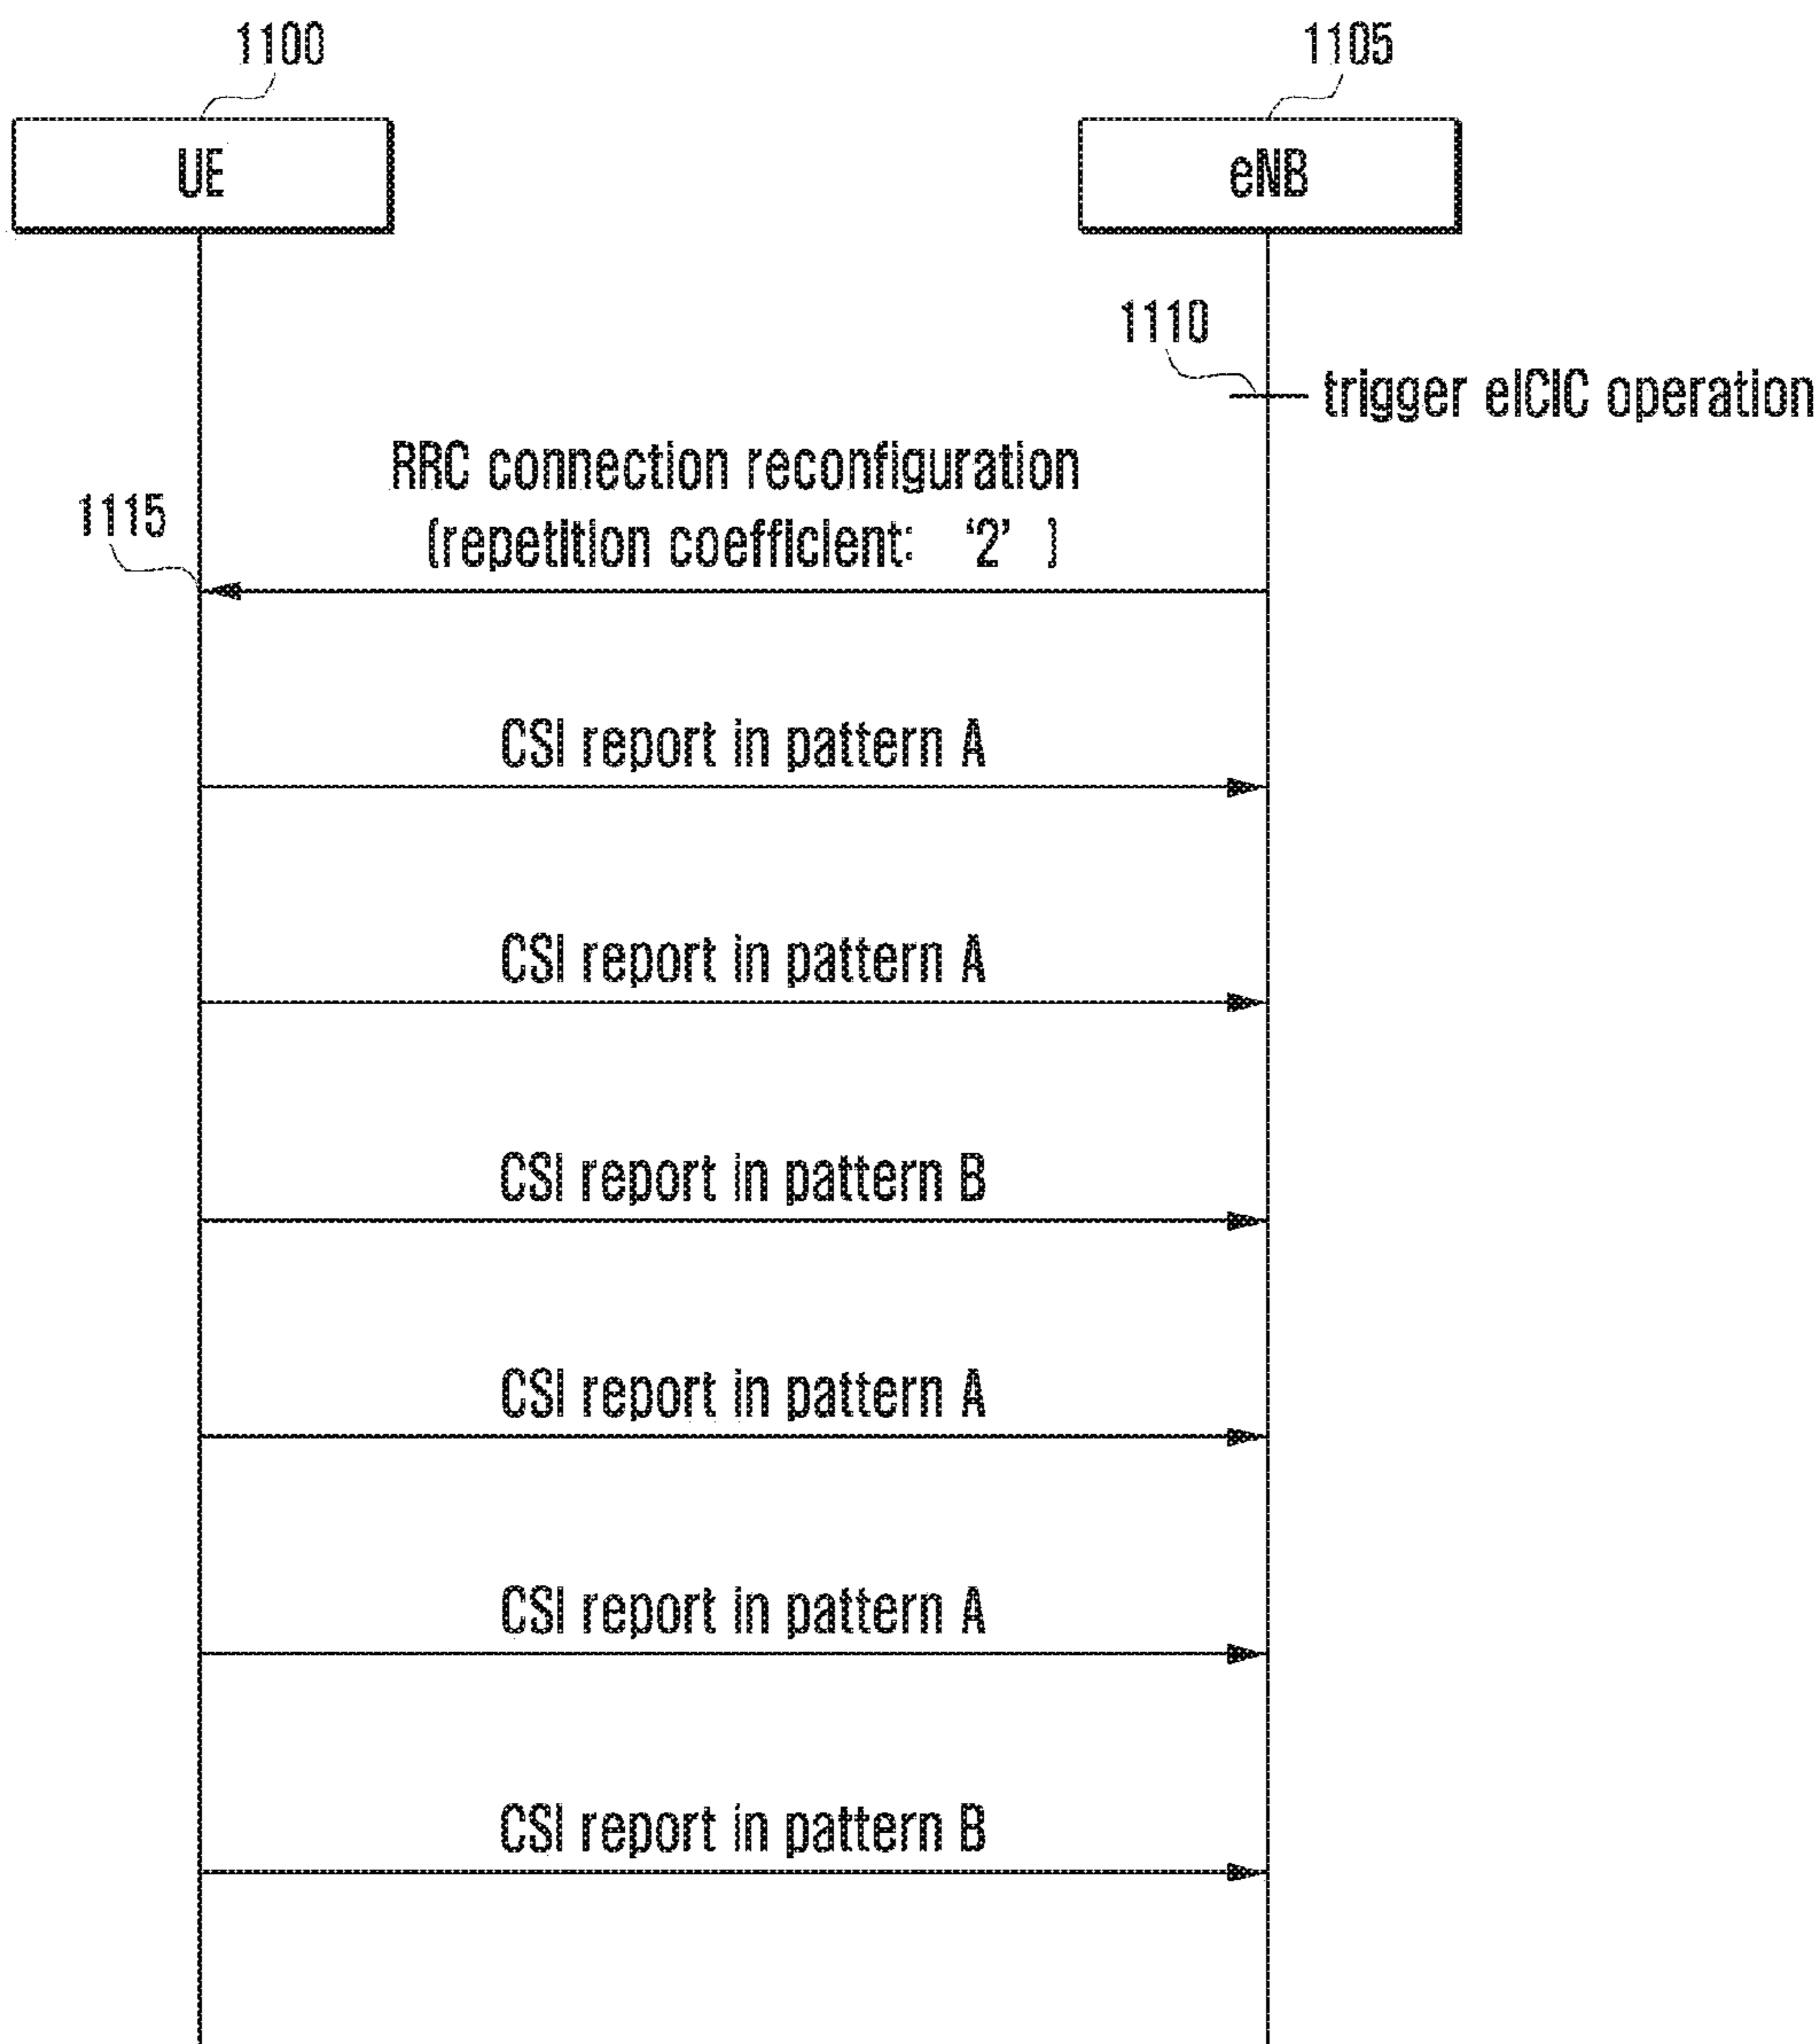 1100
1105
UE
eNB
1110
trigger eICIC operation
RRC connection reconfiguration
(repetition coefficient: ‘2’ )
1115
CSI report in pattern A
CSI report in pattern A
CSI report in pattern B
CSI report in pattern A
CSI report in pattern A
CSI report in pattern B